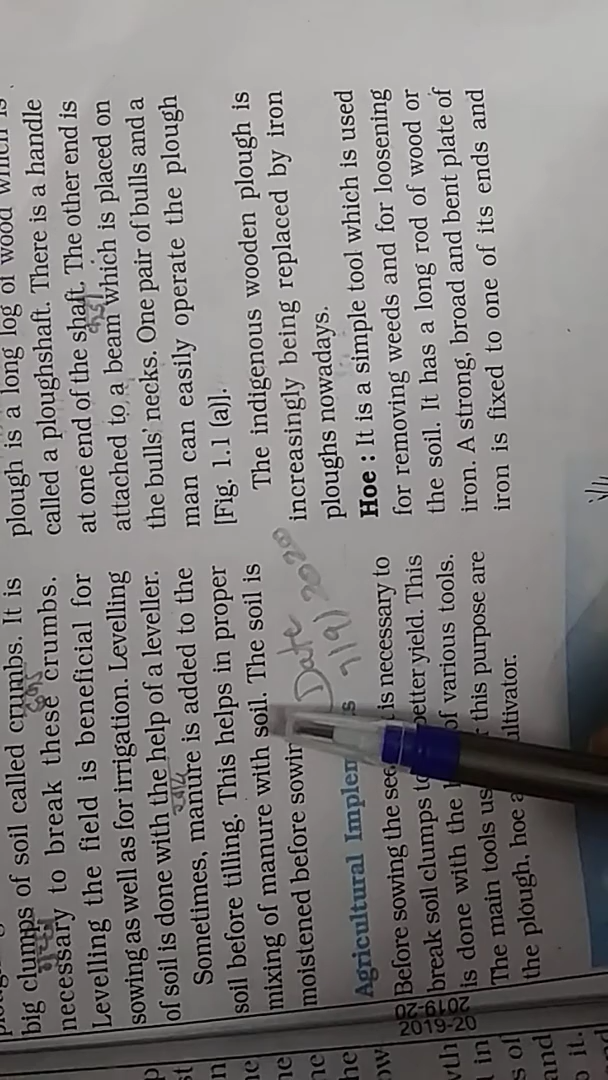 big clumps of soil called crumbs. It is
necessary to break these crumbs.
Levelling the field is beneficial for
sowing as well as for irrigation. Levelling
of soil is done with the help of a leveller.
Sometimes, manure is added to the
soil before tilling. This helps in proper
mixing of manure with soil. The soil is
moistened before
Date
7/9/2020
Agricultural
Before sowing the is necessary to
break soil clumps better yield. This
is done with the of various tools.
The main tools this purpose are
the plough, hoe
2019-20
plough is a long log of wood which is
called a ploughshaft. There is a handle
at one end of the shaft. The other end is
attached to a beam which is placed on
the bulls' necks. One pair of bulls and a
man can easily operate the plough
[Fig. 1.1 (a)].
The indigenous wooden plough is
increasingly being replaced by iron
ploughs nowadays.
Hoe : It is a simple tool which is used
for removing weeds and for loosening
the soil. It has a long rod of wood or
iron. A strong, broad and bent plate of
iron is fixed to one of its ends and